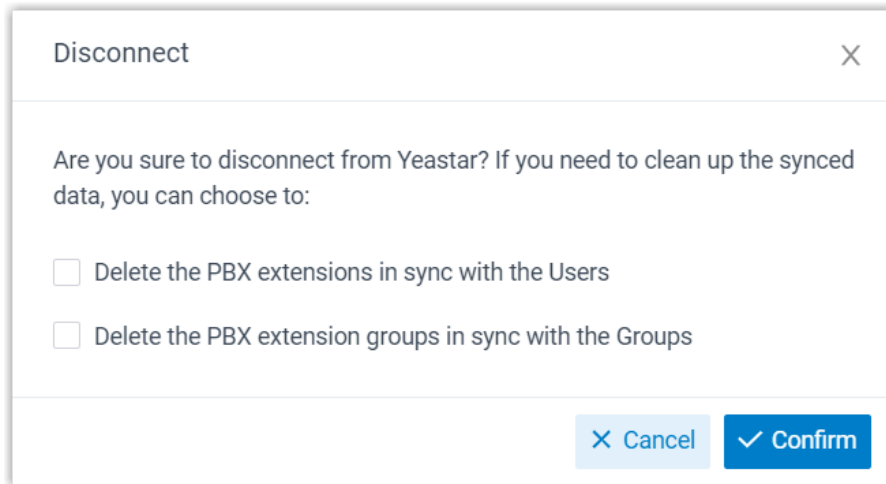 Disconnect
Are you sure to disconnect from Yeastar? If you need to clean up the synced
data, you can choose to:
Delete the PBX extensions in sync with the Users
Delete the PBX extension groups in sync with the Groups
Cancel
Confirm